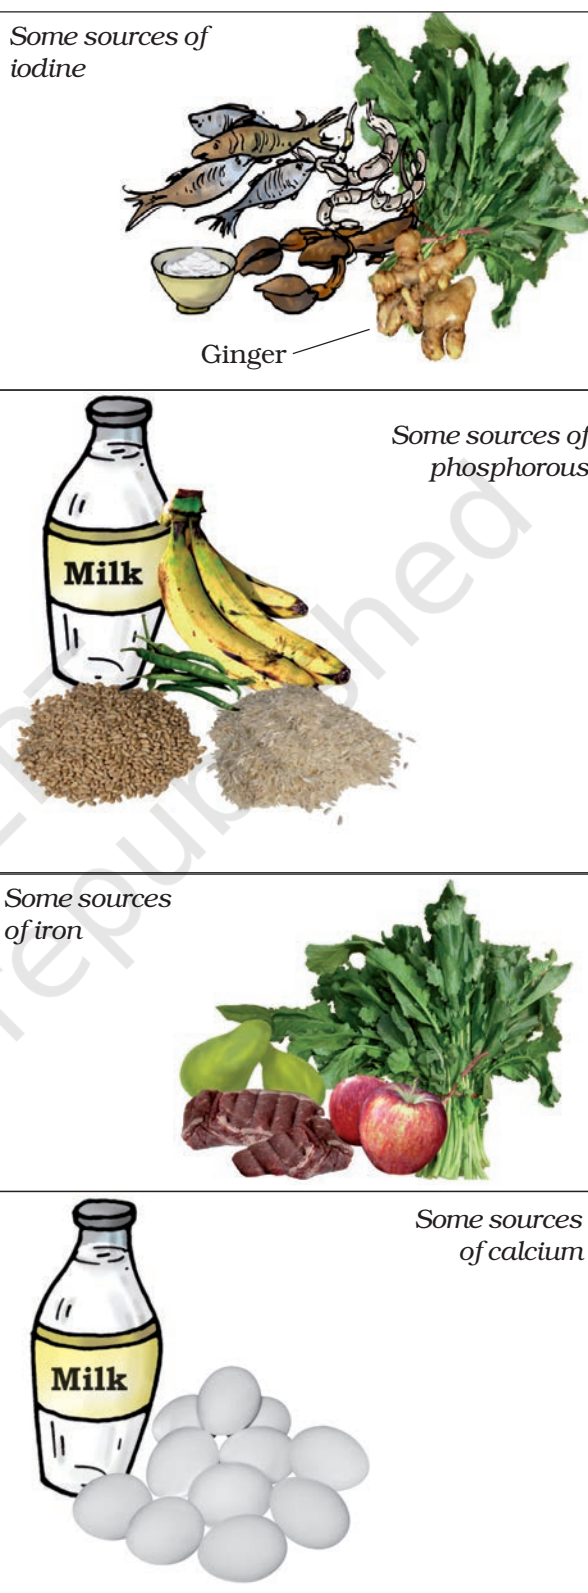 Some sources of
iodine
Ginger
Some sources of
phosphorous
Milk
Some sources
of iron
Some sources
of calcium
Milk
republished